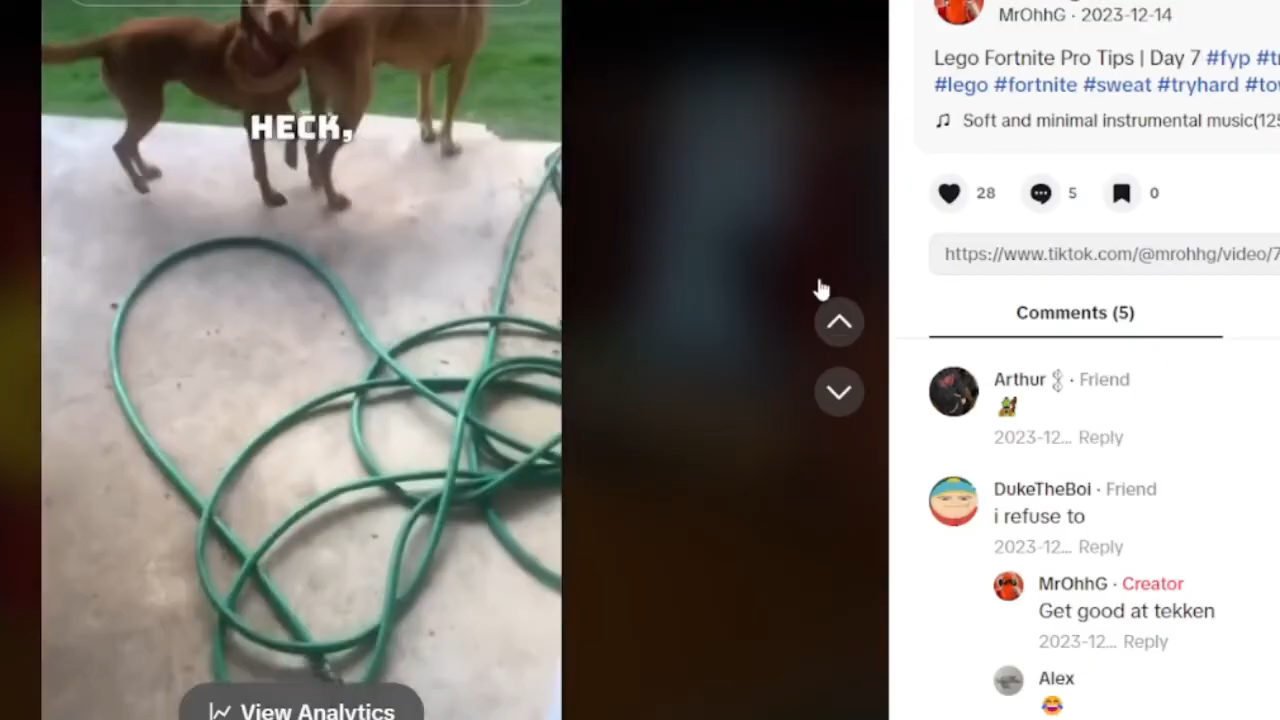 HECK,
View Analytics
MrOhhG · 2023-12-14
Lego Fortnite Pro Tips | Day 7 #fyp
#lego #fortnite #sweat #tryhard
Soft and minimal instrumental music(
28
5
0
https://www.tiktok.com/@mrohhg/video/7
Comments (5)
Arthur · Friend
2023-12... Reply
DukeTheBoi · Friend
i refuse to
2023-12... Reply
MrOhhG · Creator
Get good at tekken
2023-12... Reply
Alex